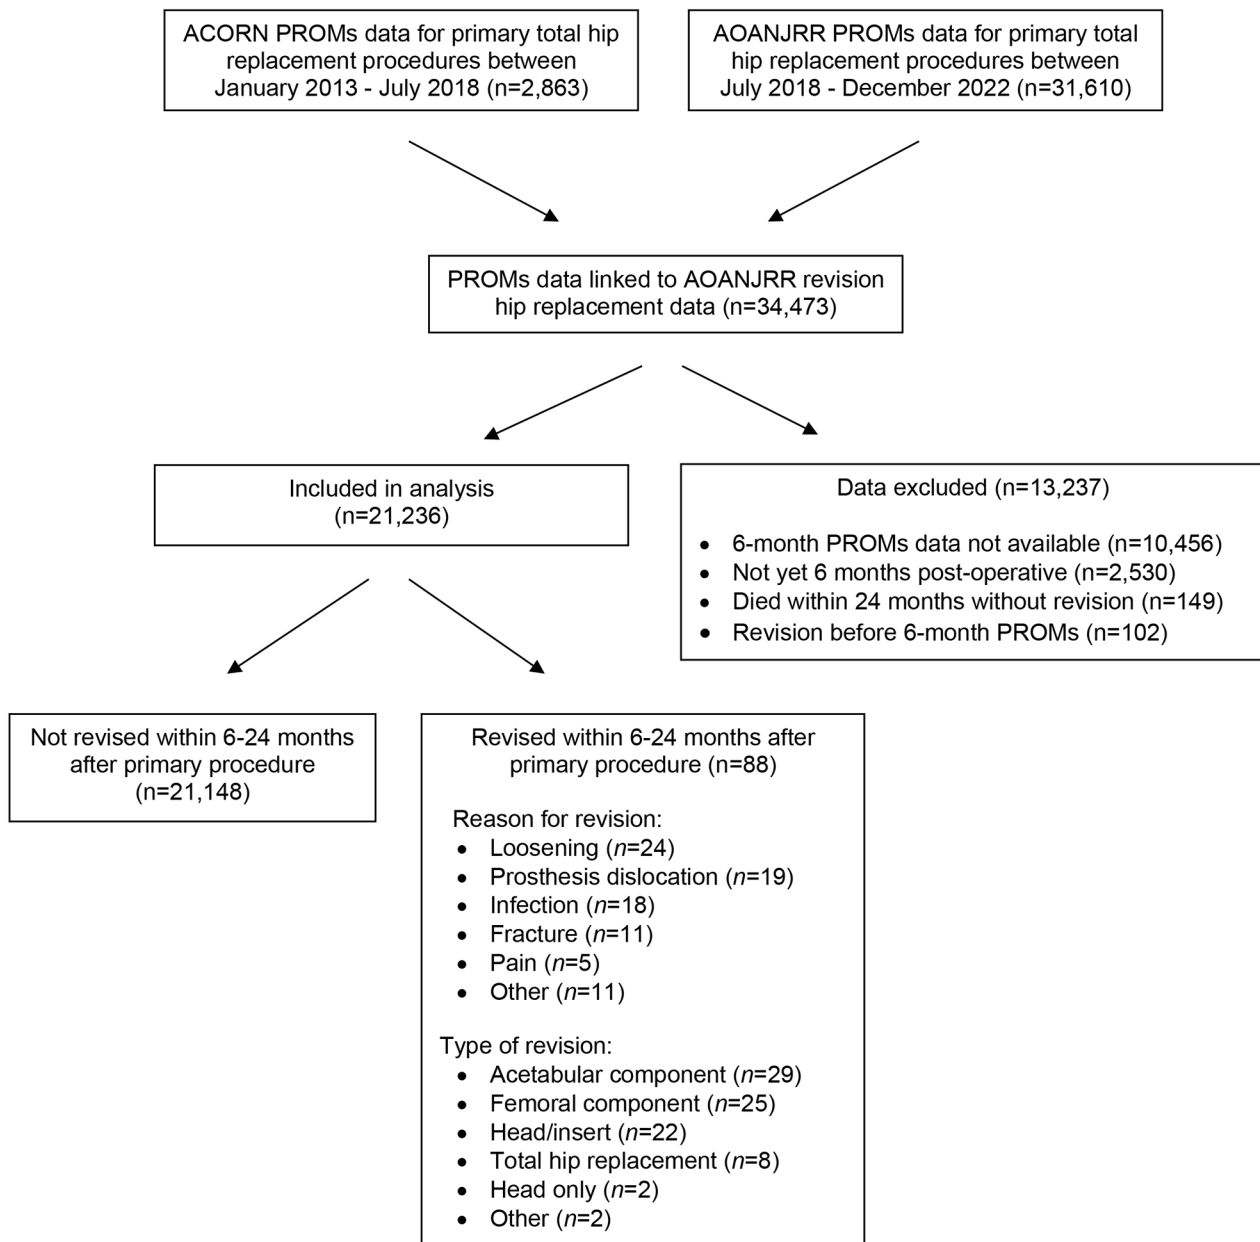 ACORN PROMs data for primary total hip
replacement procedures between
January 2013 - July 2018 (n=2,863)
AOANJRR PROMs data for primary total
hip replacement procedures between
July 2018 - December 2022 (n=31,610)
PROMs data linked to AOANJRR revision
hip replacement data (n=34,473)
Included in analysis
(n=21,236)
Data excluded (n=13,237)
• 6-month PROMs data not available (n=10,456)
• Not yet 6 months post-operative (n=2,530)
• Died within 24 months without revision (n=149)
• Revision before 6-month PROMs (n=102)
Not revised within 6-24 months
after primary procedure
(n=21,148)
Revised within 6-24 months after
primary procedure (n=88)
Reason for revision:
• Loosening (n=24)
• Prosthesis dislocation (n=19)
• Infection (n=18)
• Fracture (n=11)
• Pain (n=5)
• Other (n=11)
Type of revision:
• Acetabular component (n=29)
• Femoral component (n=25)
• Head/insert (n=22)
• Total hip replacement (n=8)
• Head only (n=2)
• Other (n=2)